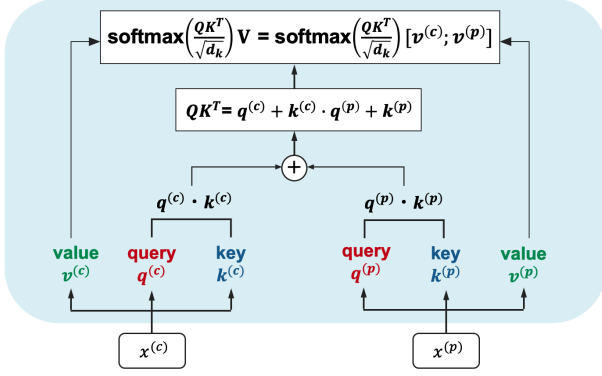 softmax(QK^T/√d_k) V = softmax(QK^T/√d_k) [v^(c); v^(p)]
QK^T = q^(c) + k^(c) · q^(p) + k^(p)
+
q^(c) · k^(c) q^(p) · k^(p)
value query key query key value
v^(c) q^(c) k^(c) q^(p) k^(p) v^(p)
x^(c) x^(p)